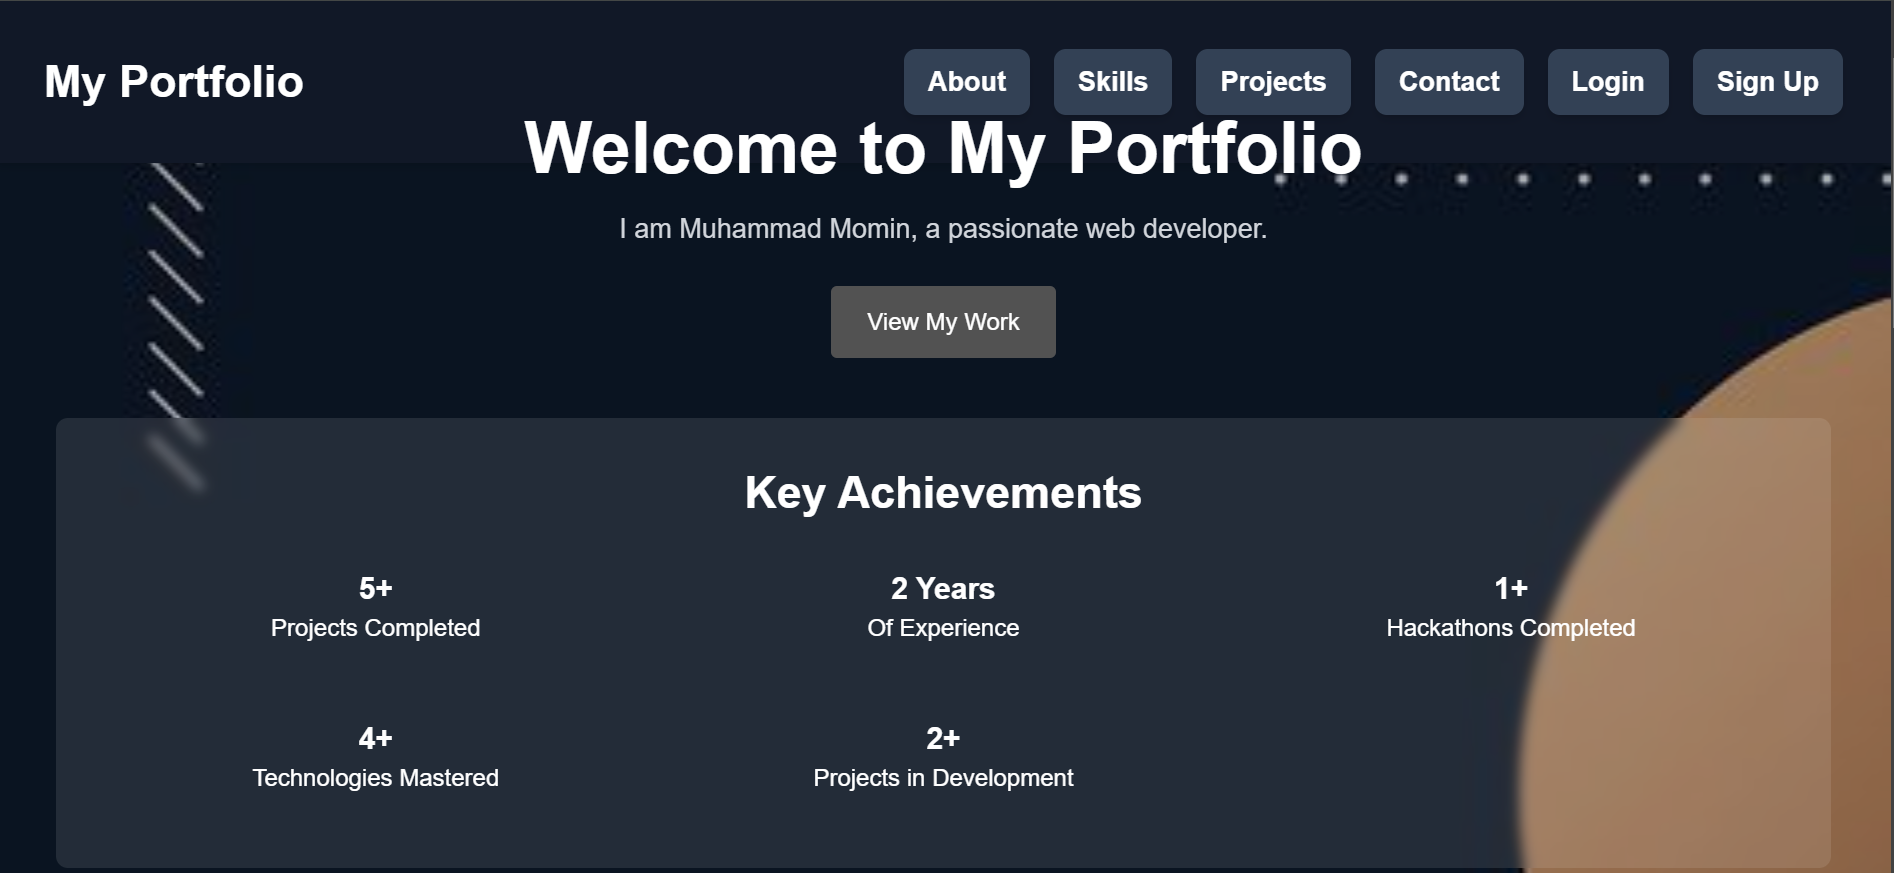 My Portfolio
About Skills Projects Contact Login Sign Up
Welcome to My Portfolio
I am Muhammad Momin, a passionate web developer.
View My Work
Key Achievements
5+
Projects Completed
2 Years
Of Experience
1+
Hackathons Completed
4+
Technologies Mastered
2+
Projects in Development